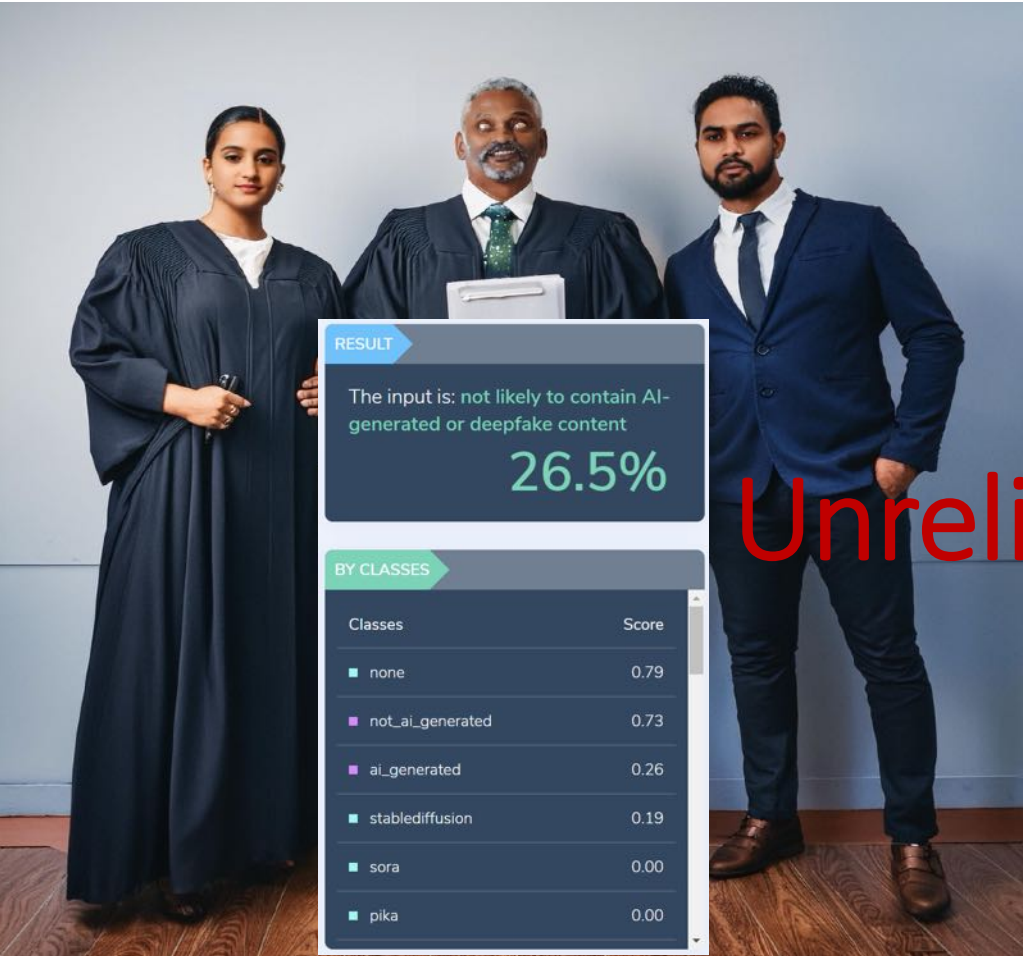 RESULT
The input is: not likely to contain AI-
generated or deepfake content
26.5%
Unreli
BY CLASSES
Classes Score
none 0.79
not_ai_generated 0.73
ai_generated 0.26
stablediffusion 0.19
sora 0.00
pika 0.00